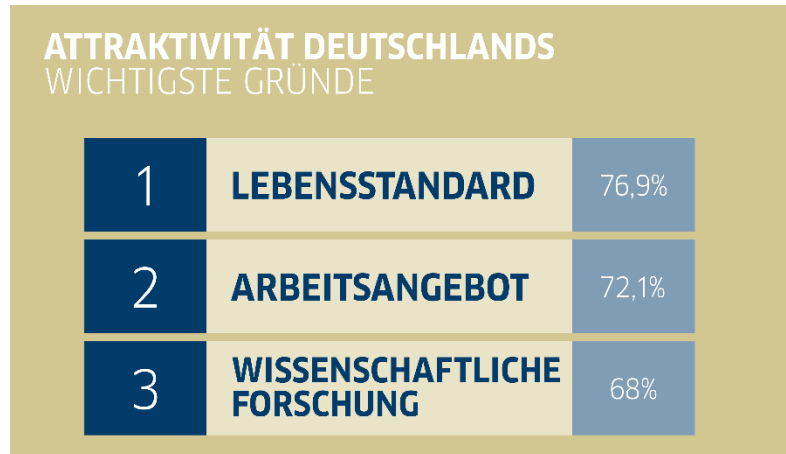 ATTRAKTIVITÄT DEUTSCHLANDS
WICHTIGSTE GRÜNDE
1 LEBENSSTANDARD 76,9%
2 ARBEITSANGEBOT 72,1%
3 WISSENSCHAFTLICHE
FORSCHUNG 68%